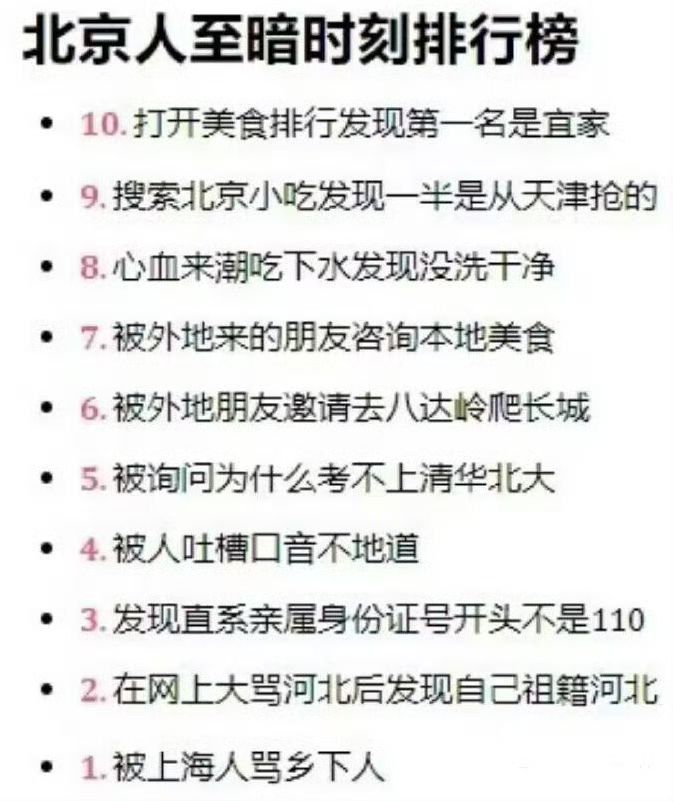 北京人至暗时刻排行榜
• 10. 打开美食排行发现第一名是宜家
• 9. 搜索北京小吃发现一半是从天津抢的
• 8. 心血来潮吃下水发现没洗干净
• 7. 被外地来的朋友咨询本地美食
• 6. 被外地朋友邀请去八达岭爬长城
• 5. 被询问为什么考不上清华北大
• 4. 被人吐槽口音不地道
• 3. 发现直系亲属身份证号开头不是110
• 2. 在网上大骂河北后发现自己祖籍河北
• 1. 被上海人骂乡下人